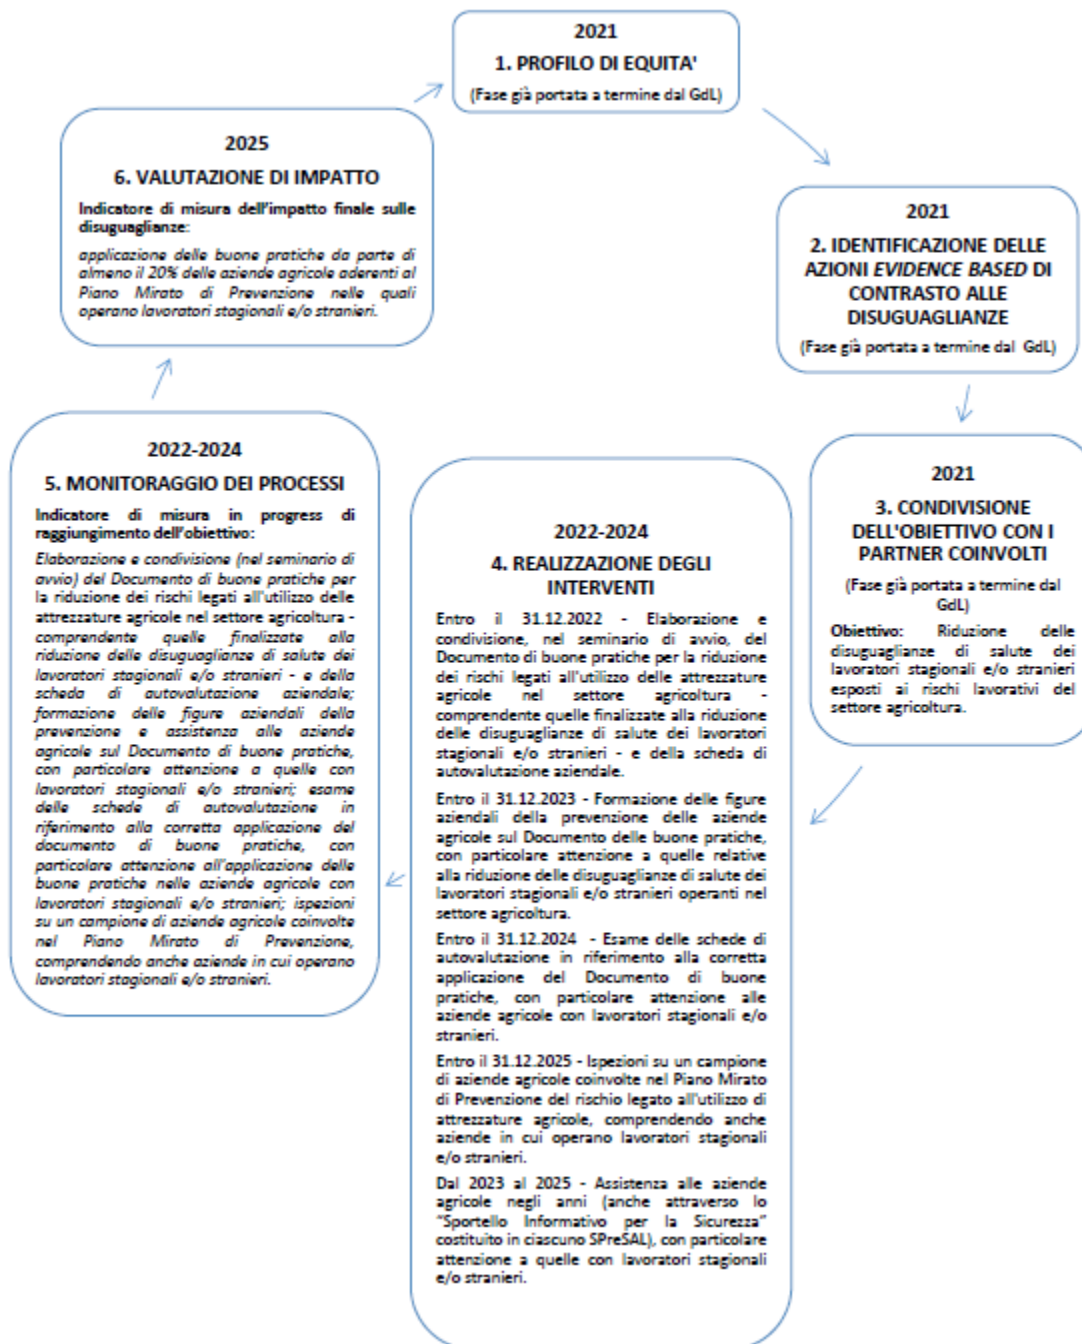 2021
1. PROFILO DI EQUITA'
(Fase già portata a termine dal GdL)
2021
2. IDENTIFICAZIONE DELLE
AZIONI EVIDENCE BASED DI
CONTRASTO ALLE
DISUGUAGLIANZE
(Fase già portata a termine dal GdL)
2021
3. CONDIVISIONE
DELL'OBIETTIVO CON I
PARTNER COINVOLTI
(Fase già portata a termine dal
GdL)
Obiettivo: Riduzione delle
disuguaglianze di salute dei
lavoratori stagionali e/o stranieri
esposti ai rischi lavorativi del
settore agricoltura.
2022-2024
4. REALIZZAZIONE DEGLI
INTERVENTI
Entro il 31.12.2022 - Elaborazione e
condivisione, nel seminario di avvio, del
Documento di buone pratiche per la riduzione
dei rischi legati all'utilizzo delle attrezzature
agricole nel settore agricoltura -
comprendente quelle finalizzate alla riduzione
delle disuguaglianze di salute dei lavoratori
stagionali e/o stranieri - e della scheda di
autovalutazione aziendale.
Entro il 31.12.2023 - Formazione delle figure
aziendali della prevenzione delle aziende
agricole sul Documento delle buone pratiche,
con particolare attenzione a quelle relative
alla riduzione delle disuguaglianze di salute dei
lavoratori stagionali e/o stranieri operanti nel
settore agricoltura.
Entro il 31.12.2024 - Esame delle schede di
autovalutazione in riferimento alla corretta
applicazione del Documento di buone
pratiche, con particolare attenzione alle
aziende agricole con lavoratori stagionali e/o
stranieri.
Entro il 31.12.2025 - Ispezioni su un campione
di aziende agricole coinvolte nel Piano Mirato
di Prevenzione del rischio legato all'utilizzo di
attrezzature agricole, comprendendo anche
aziende in cui operano lavoratori stagionali
e/o stranieri.
Dal 2023 al 2025 - Assistenza alle aziende
agricole negli anni (anche attraverso lo
"Sportello Informativo per la Sicurezza"
costituito in ciascuno SPreSAL), con particolare
attenzione a quelle con lavoratori stagionali
e/o stranieri.
2022-2024
5. MONITORAGGIO DEI PROCESSI
Indicatore di misura in progress di
raggiungimento dell'obiettivo:
Elaborazione e condivisione (nel seminario di
avvio) del Documento di buone pratiche per
la riduzione dei rischi legati all'utilizzo delle
attrezzature agricole nel settore agricoltura -
comprendente quelle finalizzate alla
riduzione delle disuguaglianze di salute dei
lavoratori stagionali e/o stranieri - e della
scheda di autovalutazione aziendale;
formazione delle figure aziendali della
prevenzione e assistenza alle aziende
agricole sul Documento di buone pratiche,
con particolare attenzione a quelle con
lavoratori stagionali e/o stranieri; esame
delle schede di autovalutazione in
riferimento alla corretta applicazione del
documento di buone pratiche, con
particolare attenzione all'applicazione delle
buone pratiche nelle aziende agricole con
lavoratori stagionali e/o stranieri; ispezioni
su un campione di aziende agricole coinvolte
nel Piano Mirato di Prevenzione,
comprendendo anche aziende in cui operano
lavoratori stagionali e/o stranieri.
2025
6. VALUTAZIONE DI IMPATTO
Indicatore di misura dell'impatto finale sulle
disuguaglianze:
applicazione delle buone pratiche da parte di
almeno il 20% delle aziende agricole aderenti al
Piano Mirato di Prevenzione nelle quali
operano lavoratori stagionali e/o stranieri.